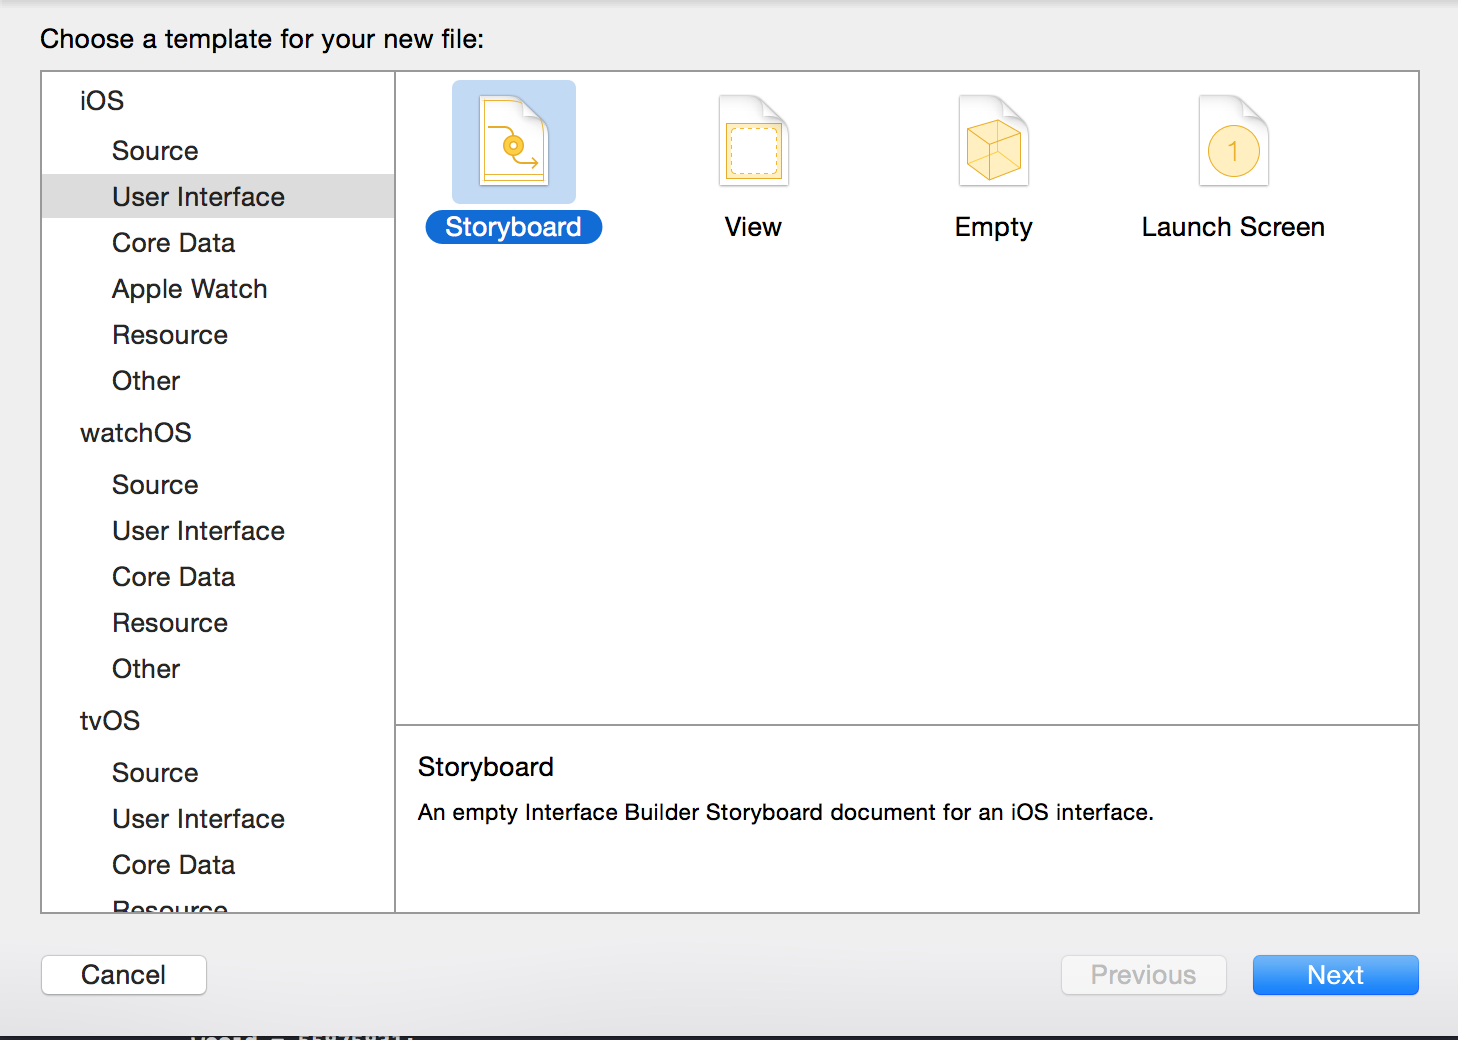 Choose a template for your new file:
iOS
Source
User Interface
Core Data
Apple Watch
Resource
Other
watchOS
Source
User Interface
Core Data
Resource
Other
tvOS
Source
User Interface
Core Data
Resource
Storyboard
View
Empty
1
Launch Screen
Storyboard
An empty Interface Builder Storyboard document for an iOS interface.
Cancel
Previous
Next